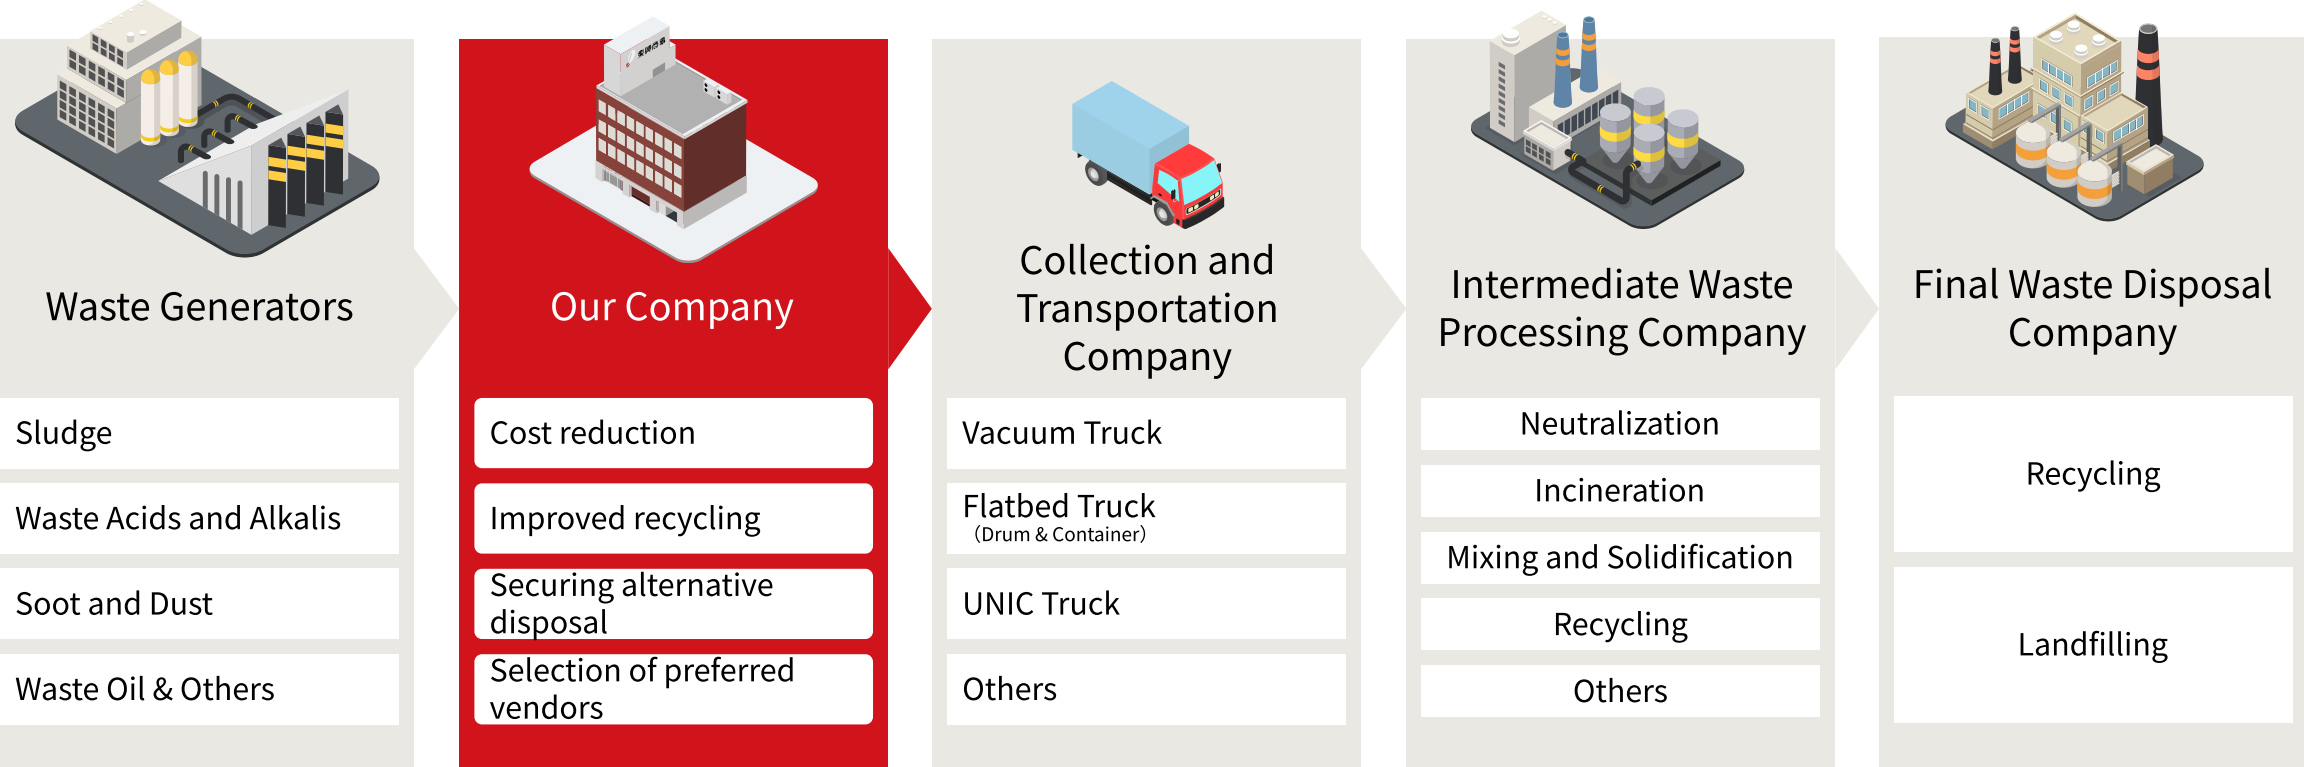 Waste Generators
Sludge
Waste Acids and Alkalis
Soot and Dust
Waste Oil & Others
Our Company
Cost reduction
Improved recycling
Securing alternative
disposal
Selection of preferred
vendors
Collection and
Transportation
Company
Vacuum Truck
Flatbed Truck
（Drum & Container）
UNIC Truck
Others
Intermediate Waste
Processing Company
Neutralization
Incineration
Mixing and Solidification
Recycling
Others
Final Waste Disposal
Company
Recycling
Landfilling